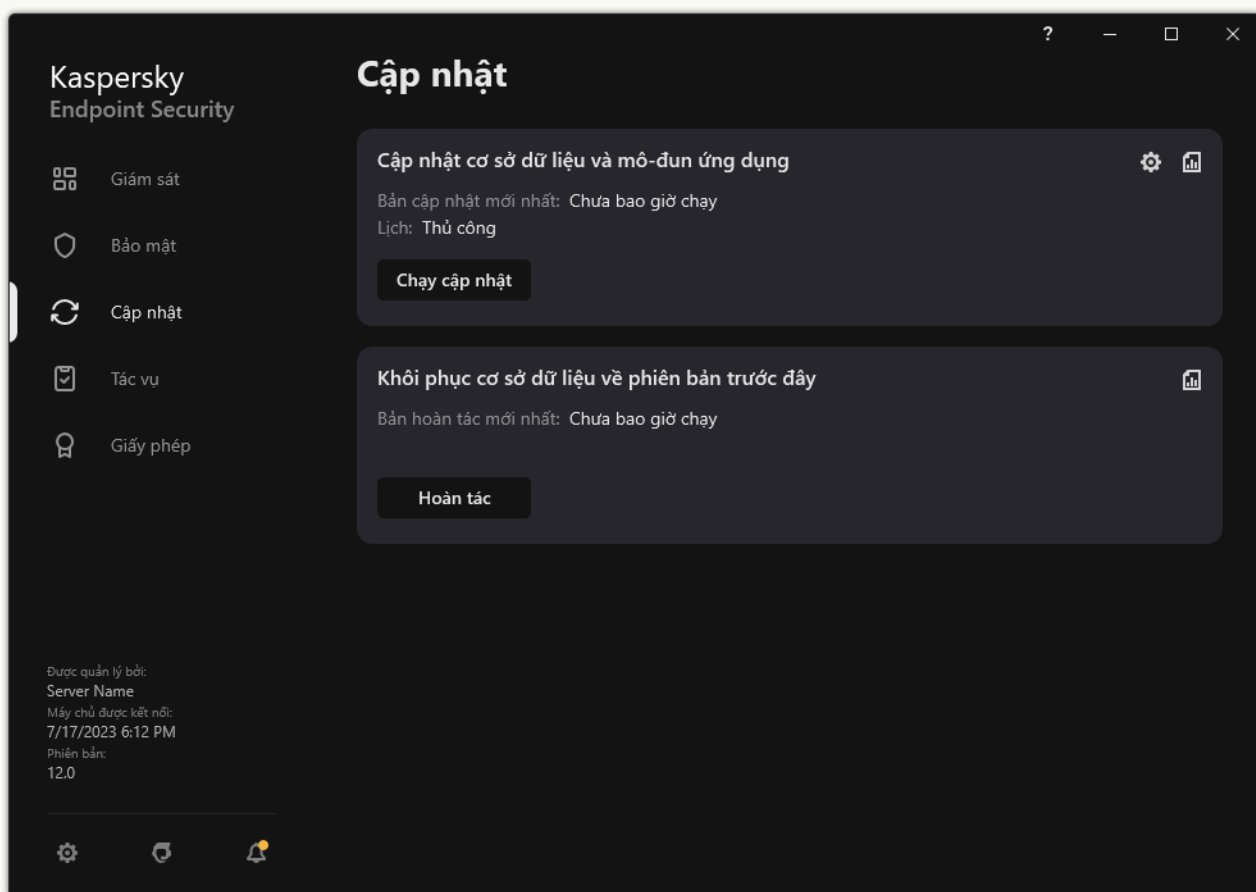 ?
Kaspersky
Endpoint Security
Giám sát
Bảo mật
Cập nhật
Tác vụ
Giấy phép
Được quản lý bởi:
Server Name
Máy chủ được kết nối:
7/17/2023 6:12 PM
Phiên bản:
12.0
Cập nhật
Cập nhật cơ sở dữ liệu và mô-đun ứng dụng
Bản cập nhật mới nhất: Chưa bao giờ chạy
Lịch: Thủ công
Chạy cập nhật
Khôi phục cơ sở dữ liệu về phiên bản trước đây
Bản hoàn tác mới nhất: Chưa bao giờ chạy
Hoàn tác